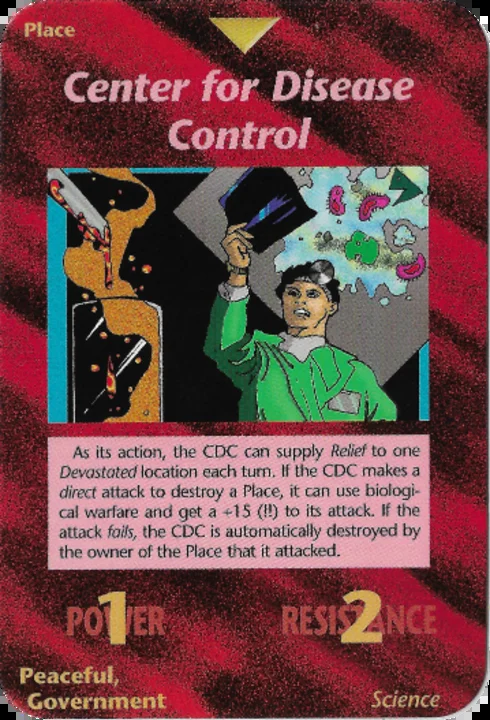 Place
Center for Disease
Control
As its action, the CDC can supply Relief to one
Devastated location each turn. If the CDC makes a
direct attack to destroy a Place, it can use biologi-
cal warfare and get a +15 (!!) to its attack. If the
attack fails, the CDC is automatically destroyed by
the owner of the Place that it attacked.
POWER 1 RESISTANCE 2
Peaceful,
Government
Science